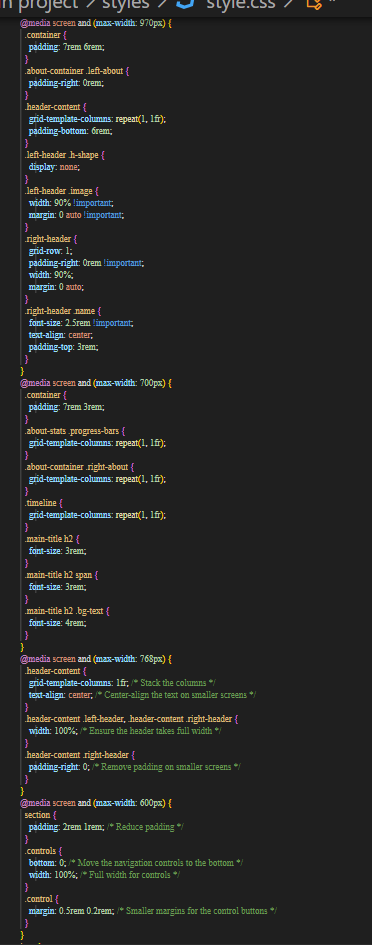 n project > styles > style.css >
@media screen and (max-width: 970px) {
.container {
padding: 7rem 6rem;
}
.about-container .left-about {
padding-right: 0rem;
}
.header-content {
grid-template-columns: repeat(1, 1fr);
padding-bottom: 6rem;
}
.left-header .h-shape {
display: none;
}
.left-header .image {
width: 90% !important;
margin: 0 auto !important;
}
.right-header {
grid-row: 1;
padding-right: 0rem !important;
width: 90%;
margin: 0 auto;
}
.right-header .name {
font-size: 2.5rem !important;
text-align: center;
padding-top: 3rem;
}
}
@media screen and (max-width: 700px) {
.container {
padding: 7rem 3rem;
}
.about-stats .progress-bars {
grid-template-columns: repeat(1, 1fr);
}
.about-container .right-about {
grid-template-columns: repeat(1, 1fr);
}
.timeline {
grid-template-columns: repeat(1, 1fr);
}
.main-title h2 {
font-size: 3rem;
}
.main-title h2 span {
font-size: 3rem;
}
.main-title h2 .bg-text {
font-size: 4rem;
}
}
@media screen and (max-width: 768px) {
.header-content {
grid-template-columns: 1fr; /* Stack the columns */
text-align: center; /* Center-align the text on smaller screens */
}
.header-content .left-header, .header-content .right-header {
width: 100%; /* Ensure the header takes full width */
}
.header-content .right-header {
padding-right: 0; /* Remove padding on smaller screens */
}
}
@media screen and (max-width: 600px) {
section {
padding: 2rem 1rem; /* Reduce padding */
}
.controls {
bottom: 0; /* Move the navigation controls to the bottom */
width: 100%; /* Full width for controls */
}
.control {
margin: 0.5rem 0.2rem; /* Smaller margins for the control buttons */
}
}